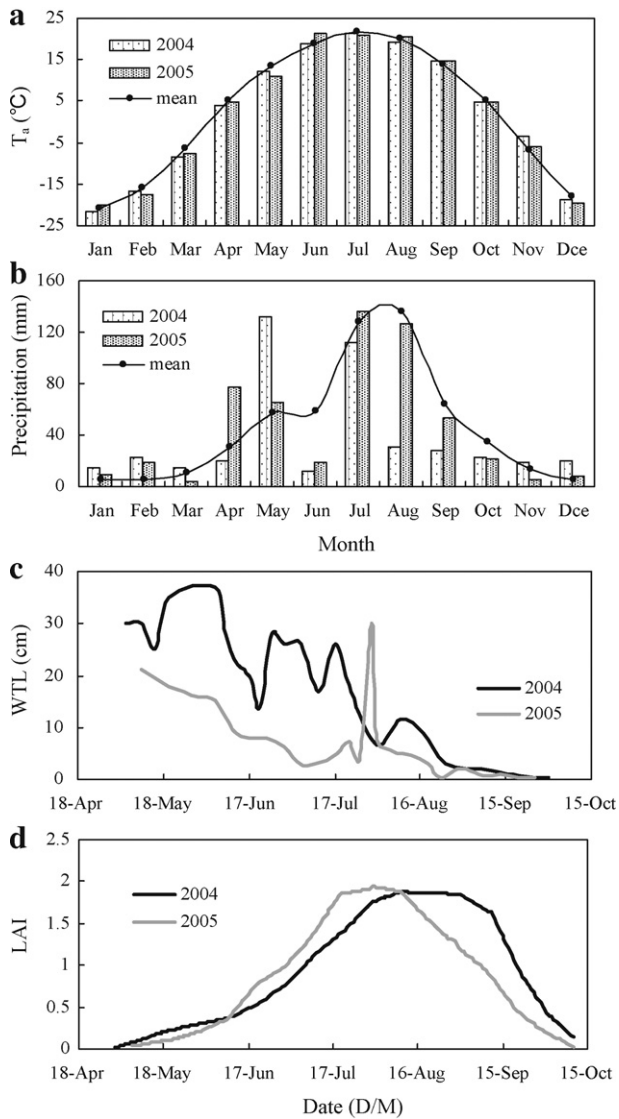 a
25
15
5
-5
-15
-25
Ta (℃)
2004
2005
mean
Jan Feb Mar Apr May Jun Jul Aug Sep Oct Nov Dce
b
160
120
80
40
0
Precipitation (mm)
2004
2005
mean
Jan Feb Mar Apr May Jun Jul Aug Sep Oct Nov Dce
Month
c
40
30
20
10
0
WTL (cm)
2004
2005
18-Apr 18-May 17-Jun 17-Jul 16-Aug 15-Sep 15-Oct
d
2.5
2
1.5
1
0.5
0
LAI
2004
2005
18-Apr 18-May 17-Jun 17-Jul 16-Aug 15-Sep 15-Oct
Date (D/M)